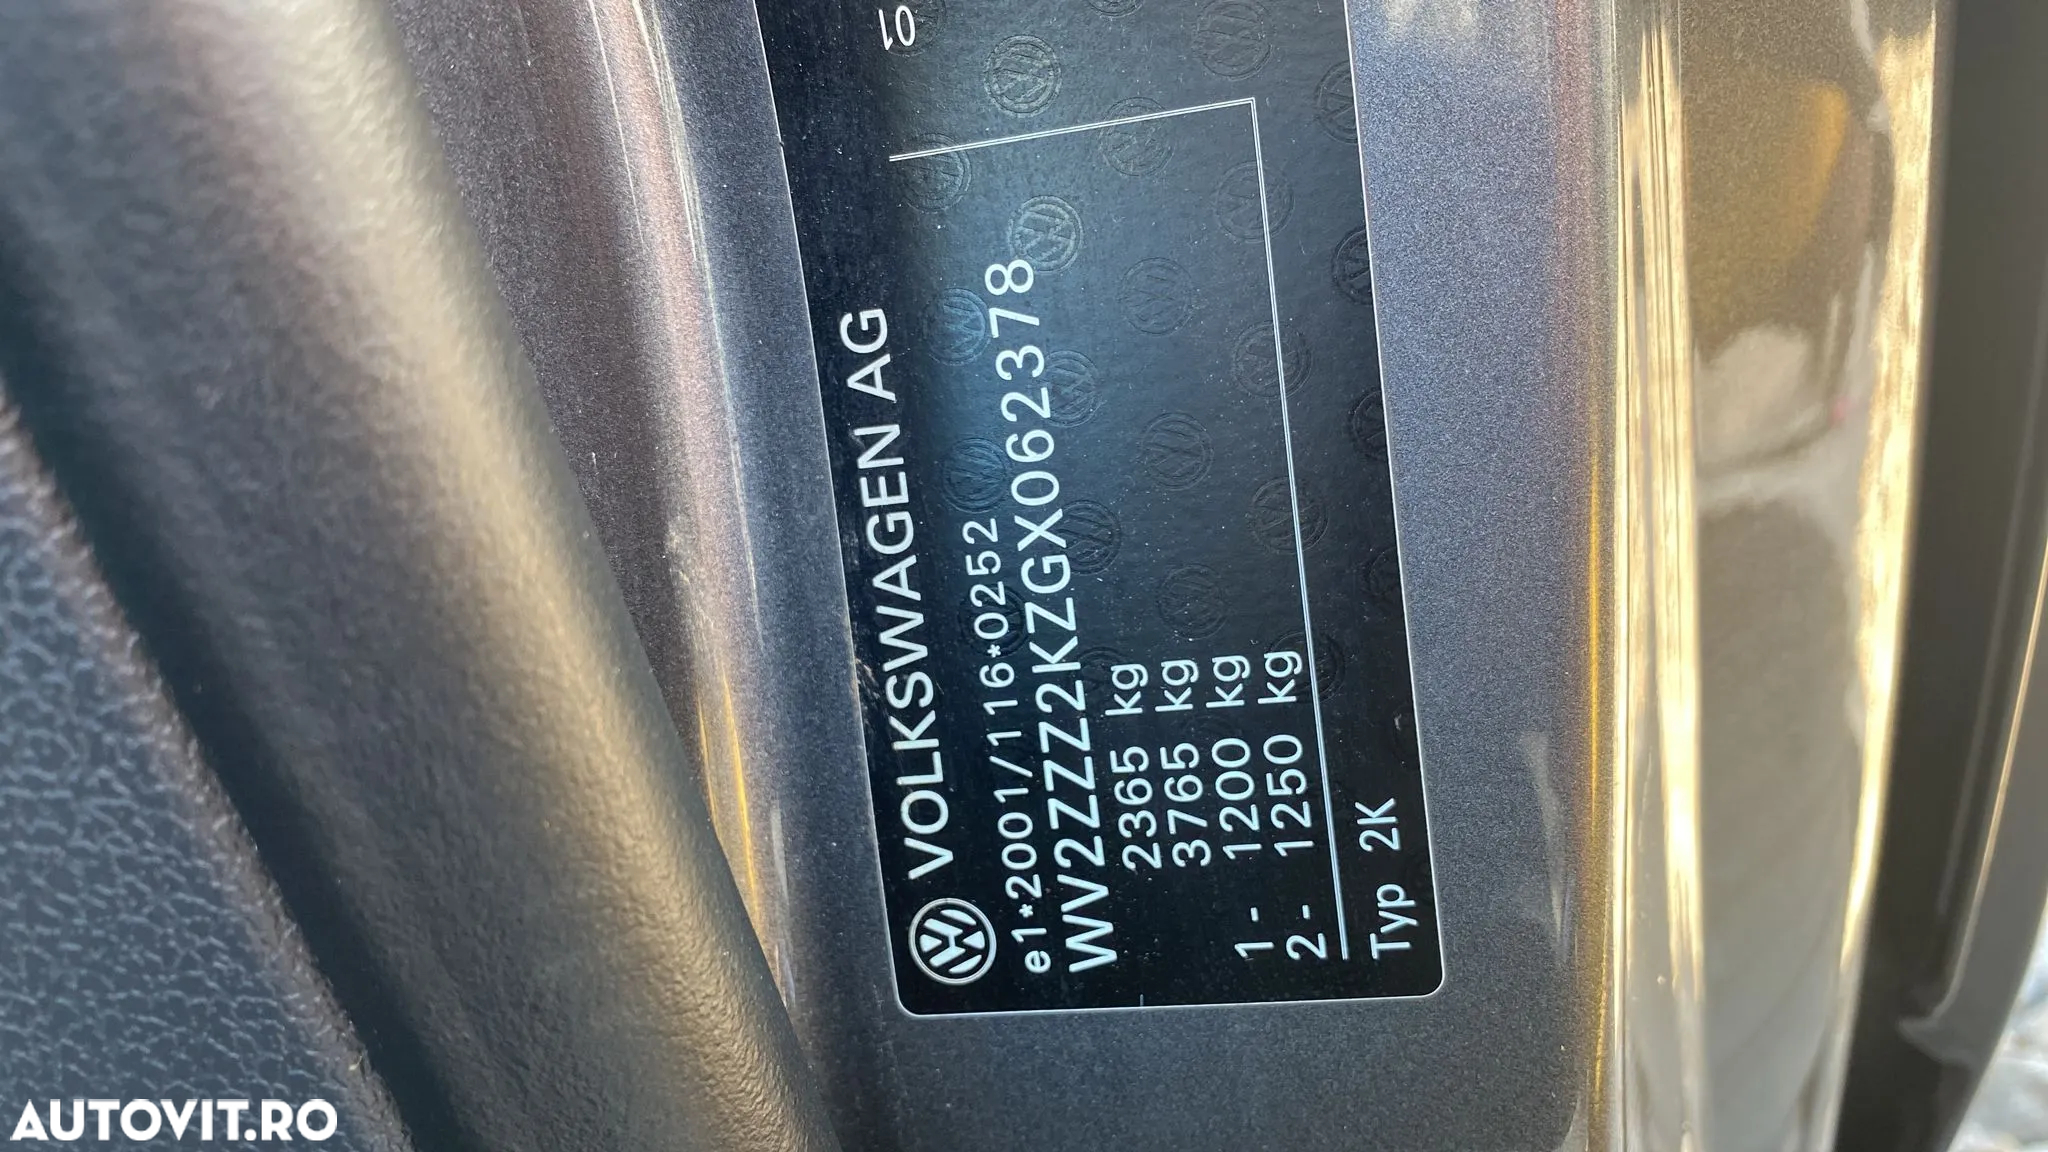 VOLKSWAGEN AG
e1*2001/116*0252 01
WV2ZZZ2KZGX062378
2365 kg
3765 kg
1- 1200 kg
2- 1250 kg
Typ 2K
AUTOVIT.RO